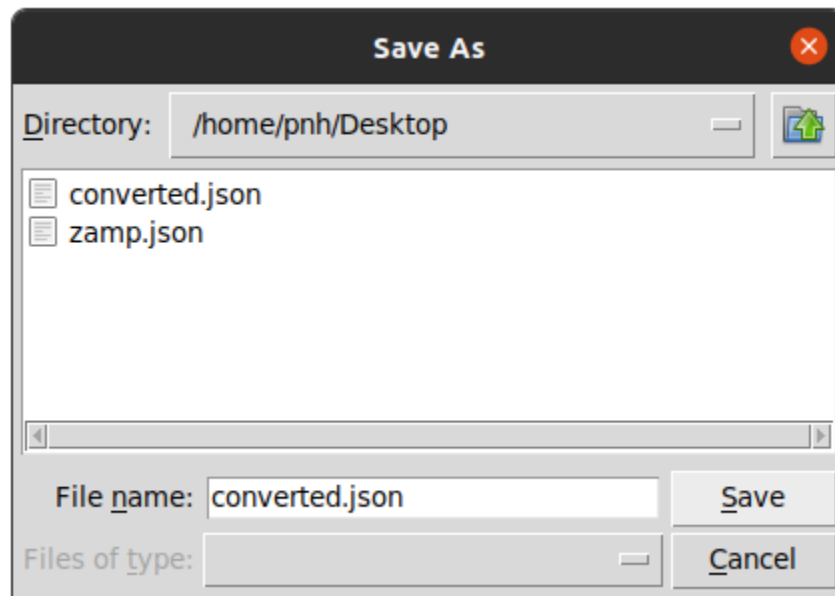 Save As
Directory: /home/pnh/Desktop
converted.json
zamp.json
File name: converted.json Save
Files of type: Cancel